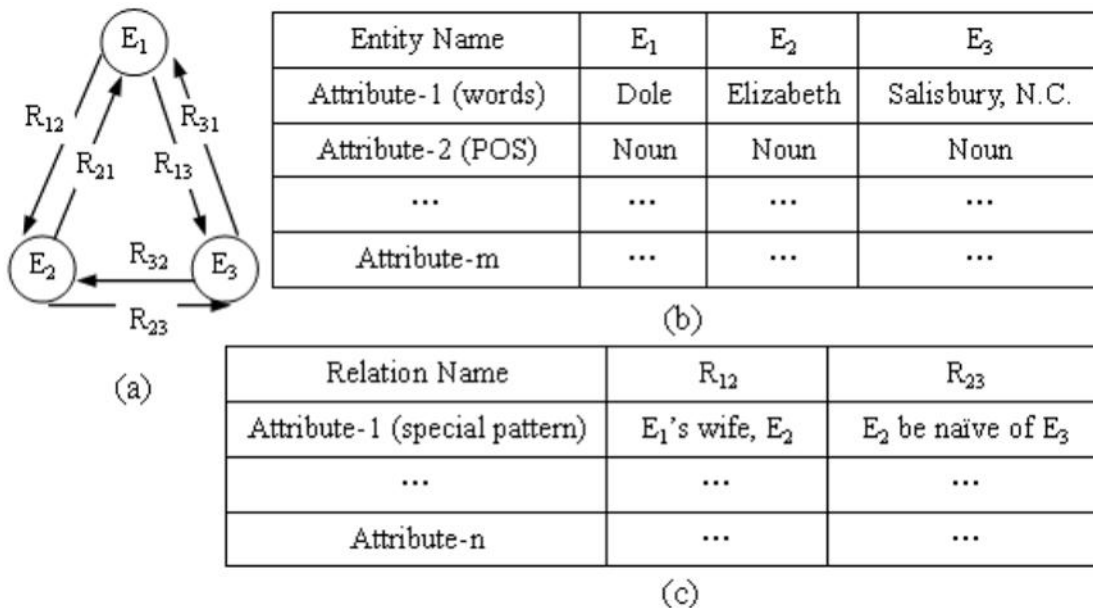 E₁
R₁₂
R₃₁
R₂₁
R₁₃
E₂
R₃₂
E₃
R₂₃
(a)
Entity Name E₁ E₂ E₃
Attribute-1 (words) Dole Elizabeth Salisbury, N.C.
Attribute-2 (POS) Noun Noun Noun
... ... ... ...
Attribute-m ... ... ...
(b)
Relation Name R₁₂ R₂₃
Attribute-1 (special pattern) E₁'s wife, E₂ E₂ be naïve of E₃
... ... ...
Attribute-n ... ...
(c)